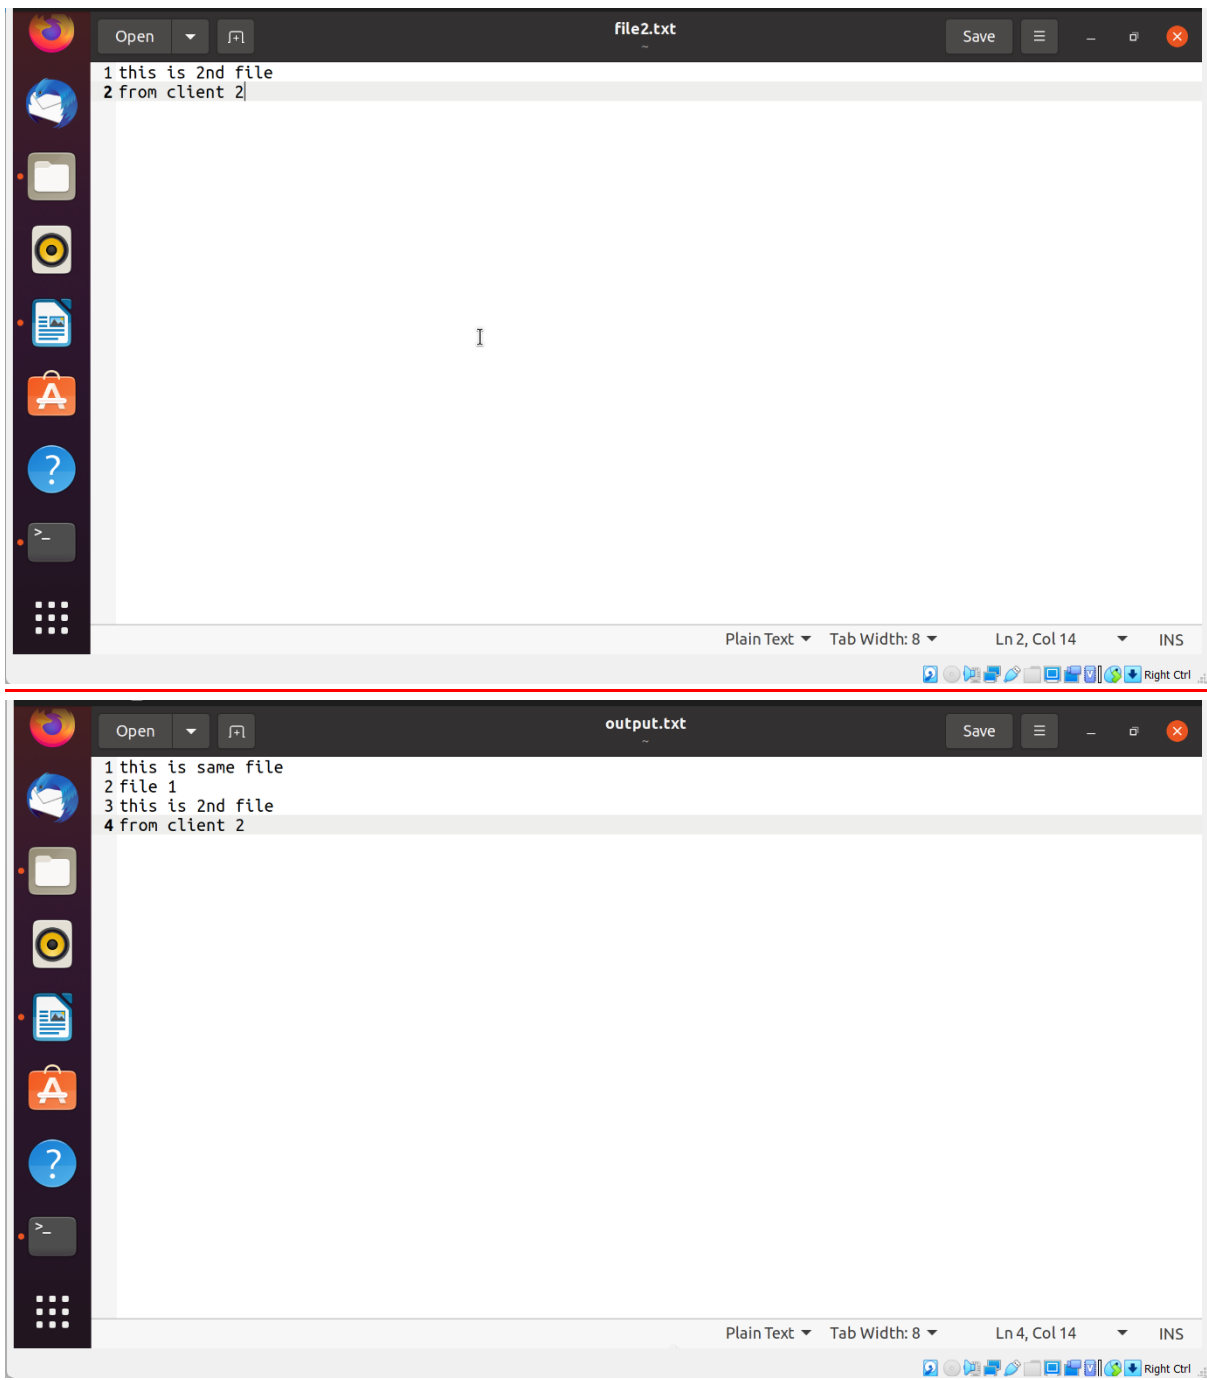 Open
file2.txt
~
Save
1 this is 2nd file
2 from client 2
Plain Text
Tab Width: 8
Ln 2, Col 14
INS
Right Ctrl
Open
output.txt
~
Save
1 this is same file
2 file 1
3 this is 2nd file
4 from client 2
Plain Text
Tab Width: 8
Ln 4, Col 14
INS
Right Ctrl